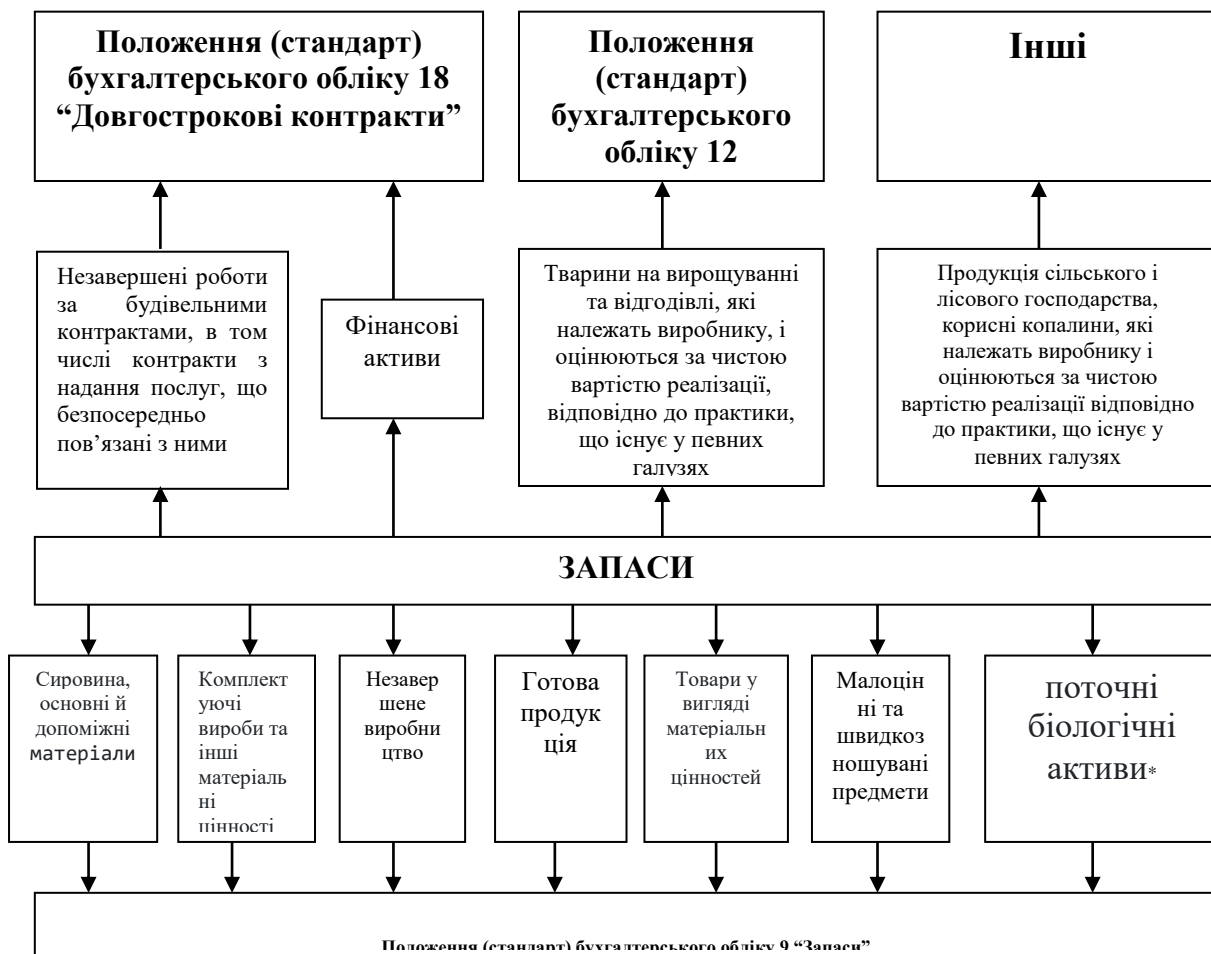 Положення (стандарт)
бухгалтерського обліку 18
“Довгострокові контракти”
Положення
(стандарт)
бухгалтерського
обліку 12
Інші
Незавершені роботи
за будівельними
контрактами, в том
числі контракти з
надання послуг, що
безпосередньо
пов’язані з ними
Фінансові
активи
Тварини на вирощуванні
та відгодівлі, які
належать виробнику, і
оцінюються за чистою
вартістю реалізації,
відповідно до практики,
що існує у певних
галузях
Продукція сільського і
лісового господарства,
корисні копалини, які
належать виробнику і
оцінюються за чистою
вартістю реалізації відповідно
до практики, що існує у
певних галузях
ЗАПАСИ
Сировина,
основні й
допоміжні
матеріали
Комплект
уючі
вироби та
інші
матеріаль
ні
цінності
Незавер
шене
виробни
цтво
Готова
продук
ція
Товари у
вигляді
матеріальн
их
цінностей
Малоцін
ні та
швидкоз
ношувані
предмети
поточні
біологічні
активи*
Положення (стандарт) бухгалтерського обліку 9 “Запаси”